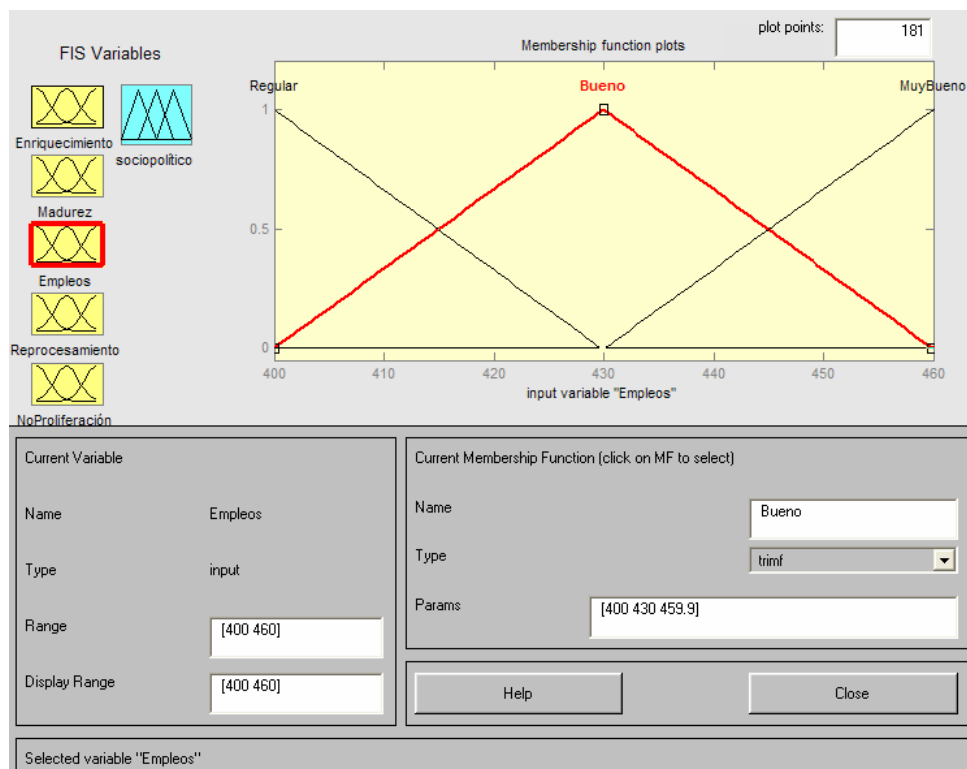 FIS Variables
Enriquecimiento
sociopolítico
Madurez
Empleos
Reprocesamiento
NoProliferación
plot points:
181
Membership function plots
Regular
Bueno
MuyBueno
1
0.5
0
400
410
420
430
440
450
460
input variable "Empleos"
Current Variable
Name
Empleos
Type
input
Range
[400 460]
Display Range
[400 460]
Current Membership Function (click on MF to select)
Name
Bueno
Type
trimf
Params
[400 430 459.9]
Help
Close
Selected variable "Empleos"